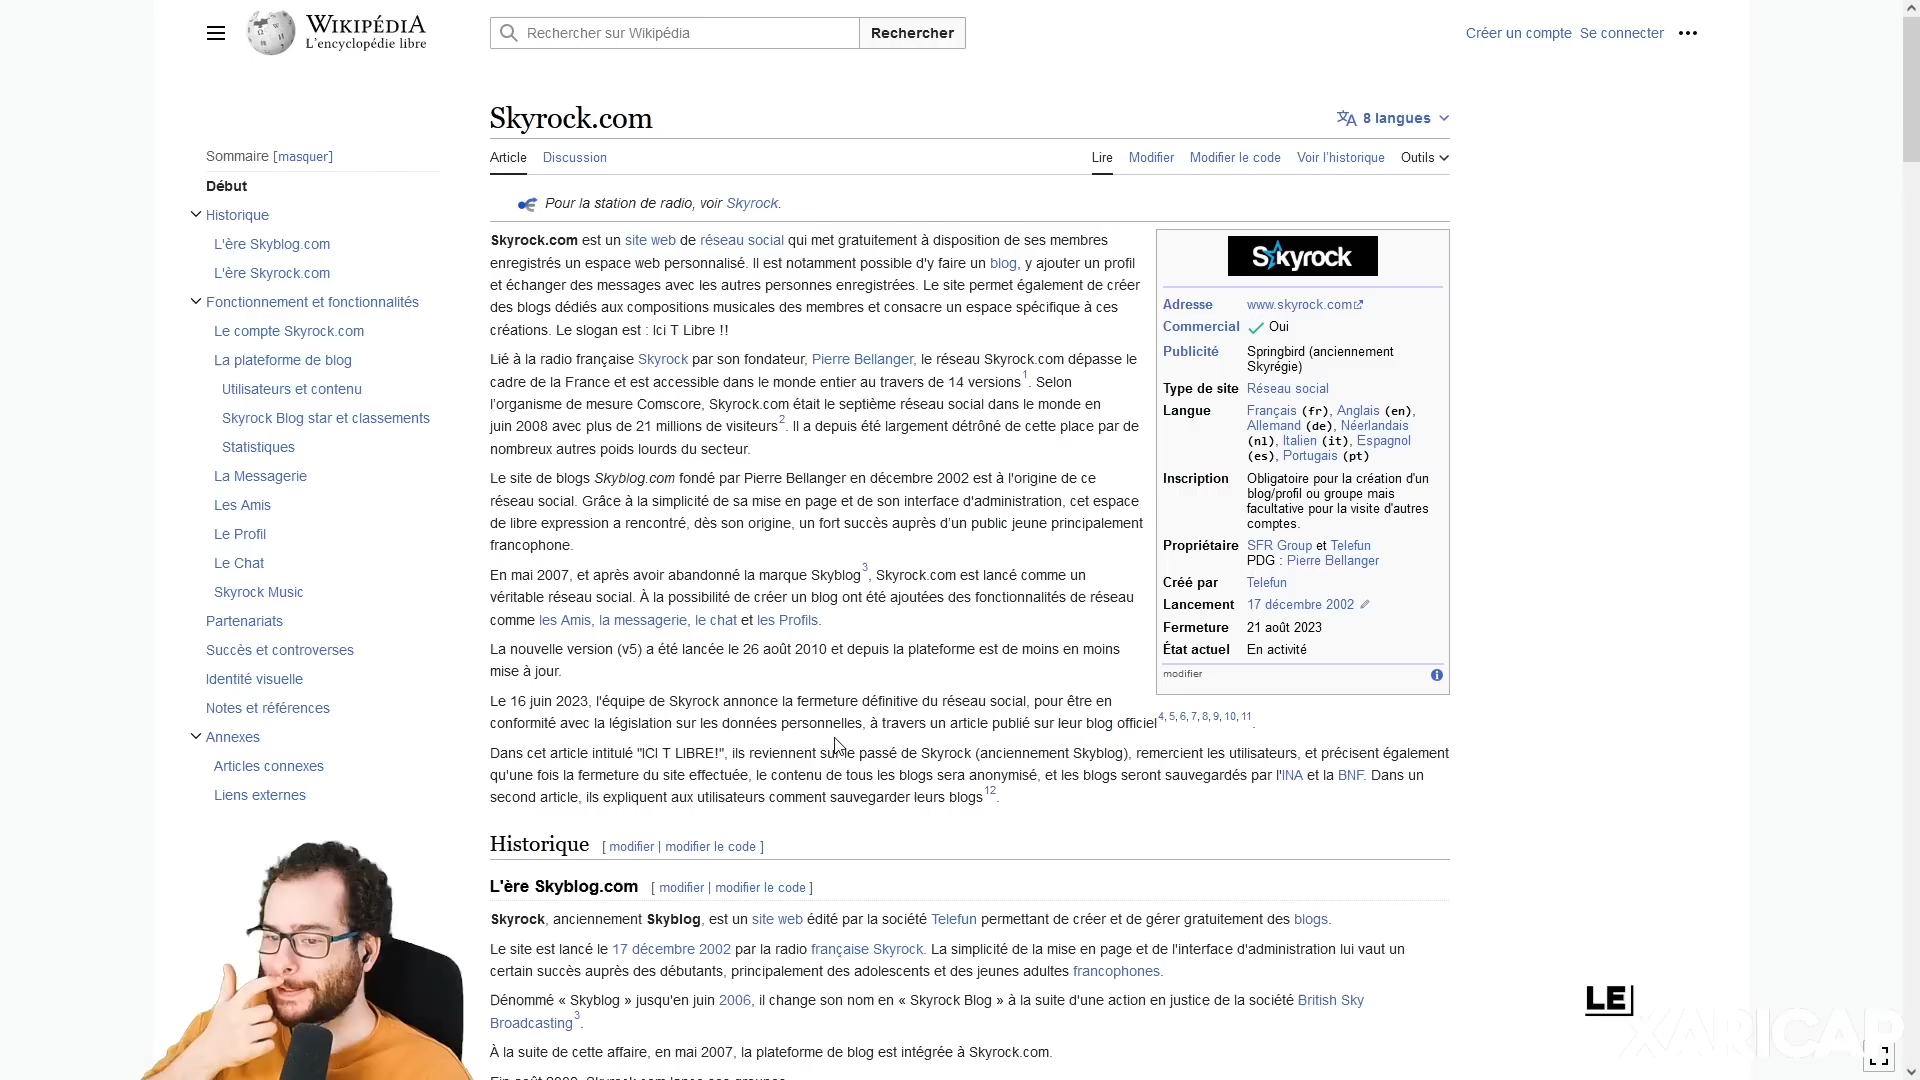 WIKIPÉDIA
L'encyclopédie libre
Rechercher sur Wikipédia
Rechercher
Créer un compte Se connecter
Skyrock.com
8 langues
Sommaire [masquer]
Début
Historique
L'ère Skyblog.com
L'ère Skyrock.com
Fonctionnement et fonctionnalités
Le compte Skyrock.com
La plateforme de blog
Utilisateurs et contenu
Skyrock Blog star et classements
Statistiques
La Messagerie
Les Amis
Le Profil
Le Chat
Skyrock Music
Partenariats
Succès et controverses
Identité visuelle
Notes et références
Annexes
Articles connexes
Liens externes
Article Discussion
Lire Modifier Modifier le code Voir l'historique Outils
Pour la station de radio, voir Skyrock.
Skyrock.com est un site web de réseau social qui met gratuitement à disposition de ses membres
enregistrés un espace web personnalisé. Il est notamment possible d'y faire un blog, y ajouter un profil
et échanger des messages avec les autres personnes enregistrées. Le site permet également de créer
des blogs dédiés aux compositions musicales des membres et consacre un espace spécifique à ces
créations. Le slogan est : Ici T Libre !!
Lié à la radio française Skyrock par son fondateur, Pierre Bellanger, le réseau Skyrock.com dépasse le
cadre de la France et est accessible dans le monde entier au travers de 14 versions1. Selon
l'organisme de mesure Comscore, Skyrock.com était le septième réseau social dans le monde en
juin 2008 avec plus de 21 millions de visiteurs2. Il a depuis été largement détrôné de cette place par de
nombreux autres poids lourds du secteur.
Le site de blogs Skyblog.com fondé par Pierre Bellanger en décembre 2002 est à l'origine de ce
réseau social. Grâce à la simplicité de sa mise en page et de son interface d'administration, cet espace
de libre expression a rencontré, dès son origine, un fort succès auprès d'un public jeune principalement
francophone.
En mai 2007, et après avoir abandonné la marque Skyblog3, Skyrock.com est lancé comme un
véritable réseau social. À la possibilité de créer un blog ont été ajoutées des fonctionnalités de réseau
comme les Amis, la messagerie, le chat et les Profils.
La nouvelle version (v5) a été lancée le 26 août 2010 et depuis la plateforme est de moins en moins
mise à jour.
Le 16 juin 2023, l'équipe de Skyrock annonce la fermeture définitive du réseau social, pour être en
conformité avec la législation sur les données personnelles, à travers un article publié sur leur blog officiel4, 5, 6, 7, 8, 9, 10, 11.
Dans cet article intitulé "ICI T LIBRE!", ils reviennent sur le passé de Skyrock (anciennement Skyblog), remercient les utilisateurs, et précisent également
qu'une fois la fermeture du site effectuée, le contenu de tous les blogs sera anonymisé, et les blogs seront sauvegardés par l'INA et la BNF. Dans un
second article, ils expliquent aux utilisateurs comment sauvegarder leurs blogs12.
Skyrock
Adresse www.skyrock.com
Commercial Oui
Publicité Springbird (anciennement
Skyrégie)
Type de site Réseau social
Langue Français (fr), Anglais (en),
Allemand (de), Néerlandais
(nl), Italien (it), Espagnol
(es), Portugais (pt)
Inscription Obligatoire pour la création d'un
blog/profil ou groupe mais
facultative pour la visite d'autres
comptes.
Propriétaire SFR Group et Telefun
PDG : Pierre Bellanger
Créé par Telefun
Lancement 17 décembre 2002
Fermeture 21 août 2023
État actuel En activité
modifier
Historique [ modifier | modifier le code ]
L'ère Skyblog.com [ modifier | modifier le code ]
Skyrock, anciennement Skyblog, est un site web édité par la société Telefun permettant de créer et de gérer gratuitement des blogs.
Le site est lancé le 17 décembre 2002 par la radio française Skyrock. La simplicité de la mise en page et de l'interface d'administration lui vaut un
certain succès auprès des débutants, principalement des adolescents et des jeunes adultes francophones.
Dénommé « Skyblog » jusqu'en juin 2006, il change son nom en « Skyrock Blog » à la suite d'une action en justice de la société British Sky
Broadcasting3.
À la suite de cette affaire, en mai 2007, la plateforme de blog est intégrée à Skyrock.com.
LE
XARICAP